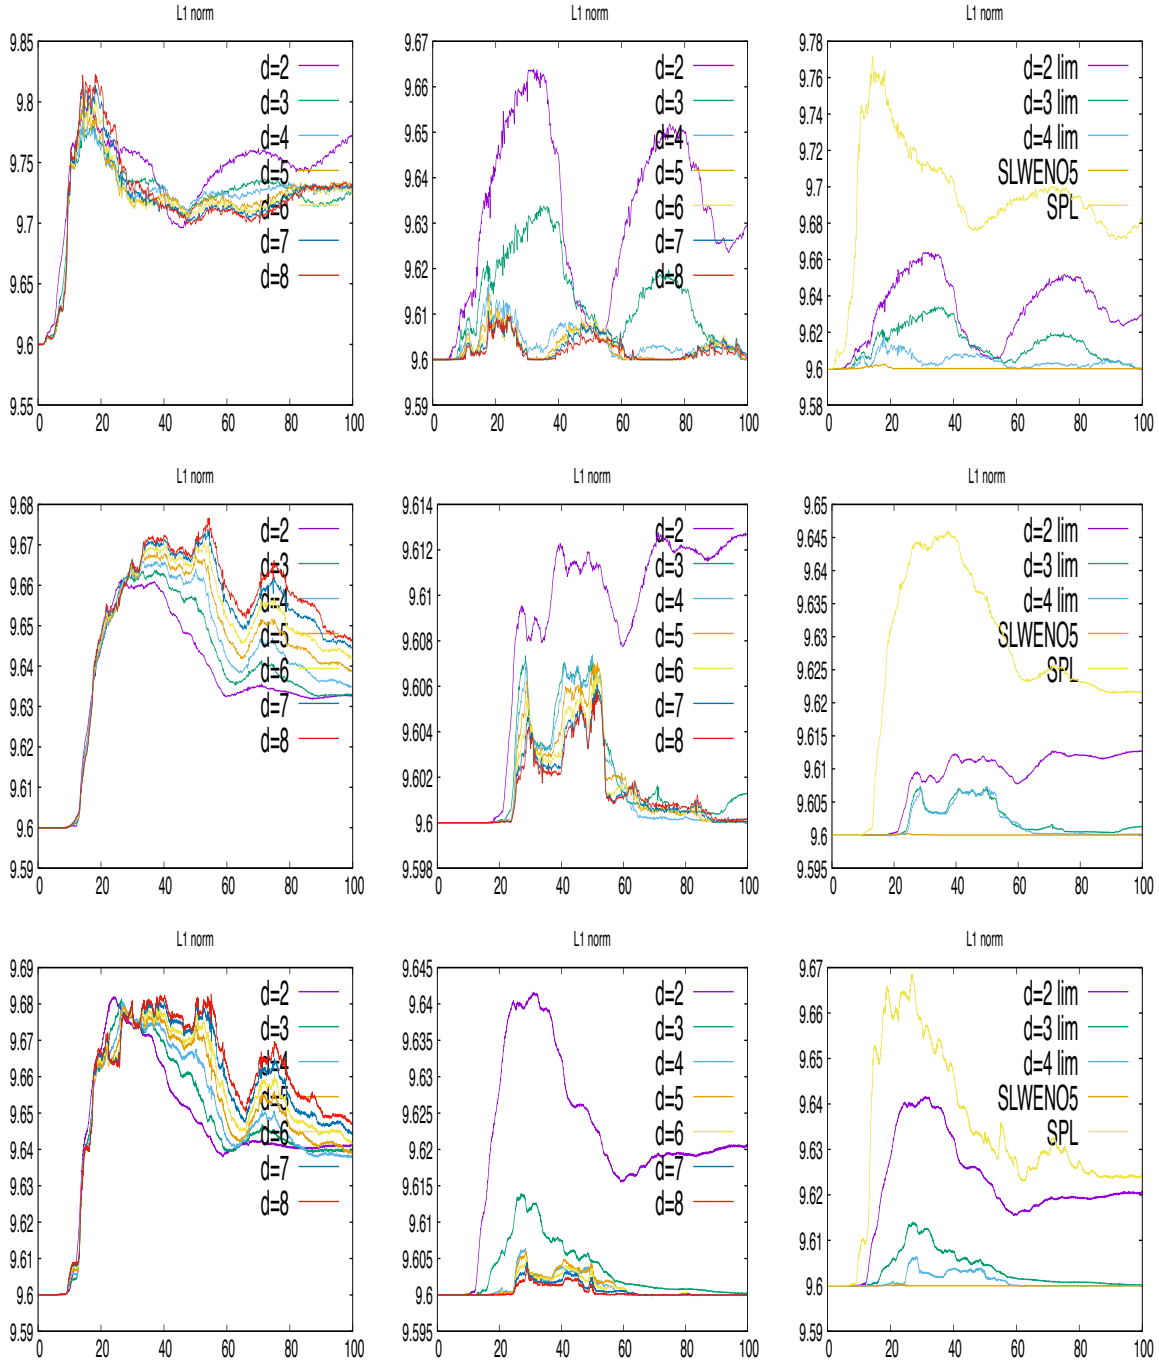 L1 norm
9.85
9.8
9.75
9.7
9.65
9.6
9.55
0 20 40 60 80 100
d=2
d=3
d=4
d=5
d=6
d=7
d=8
L1 norm
9.67
9.66
9.65
9.64
9.63
9.62
9.61
9.6
9.59
0 20 40 60 80 100
d=2
d=3
d=4
d=5
d=6
d=7
d=8
L1 norm
9.78
9.76
9.74
9.72
9.7
9.68
9.66
9.64
9.62
9.6
9.58
0 20 40 60 80 100
d=2 lim
d=3 lim
d=4 lim
SLWENO5
SPL
L1 norm
9.68
9.67
9.66
9.65
9.64
9.63
9.62
9.61
9.6
9.59
0 20 40 60 80 100
d=2
d=3
d=4
d=5
d=6
d=7
d=8
L1 norm
9.614
9.612
9.61
9.608
9.606
9.604
9.602
9.6
9.598
0 20 40 60 80 100
d=2
d=3
d=4
d=5
d=6
d=7
d=8
L1 norm
9.65
9.645
9.64
9.635
9.63
9.625
9.62
9.615
9.61
9.605
9.6
9.595
0 20 40 60 80 100
d=2 lim
d=3 lim
d=4 lim
SLWENO5
SPL
L1 norm
9.69
9.68
9.67
9.66
9.65
9.64
9.63
9.62
9.61
9.6
9.59
0 20 40 60 80 100
d=2
d=3
d=4
d=5
d=6
d=7
d=8
L1 norm
9.645
9.64
9.635
9.63
9.625
9.62
9.615
9.61
9.605
9.6
9.595
0 20 40 60 80 100
d=2
d=3
d=4
d=5
d=6
d=7
d=8
L1 norm
9.67
9.66
9.65
9.64
9.63
9.62
9.61
9.6
9.59
0 20 40 60 80 100
d=2 lim
d=3 lim
d=4 lim
SLWENO5
SPL